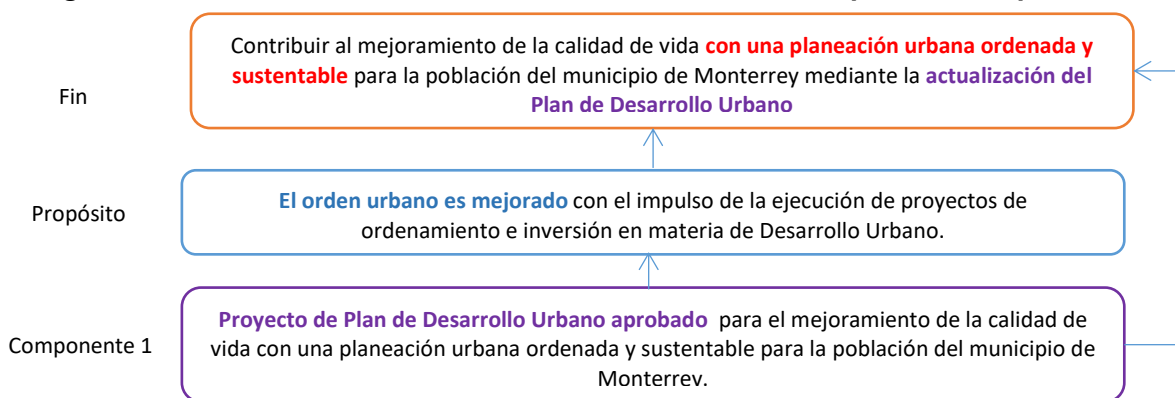 Contribuir al mejoramiento de la calidad de vida con una planeación urbana ordenada y
sustentable para la población del municipio de Monterrey mediante la actualización del
Plan de Desarrollo Urbano
Fin
El orden urbano es mejorado con el impulso de la ejecución de proyectos de
ordenamiento e inversión en materia de Desarrollo Urbano.
Propósito
Proyecto de Plan de Desarrollo Urbano aprobado para el mejoramiento de la calidad de
vida con una planeación urbana ordenada y sustentable para la población del municipio de
Monterrey.
Componente 1